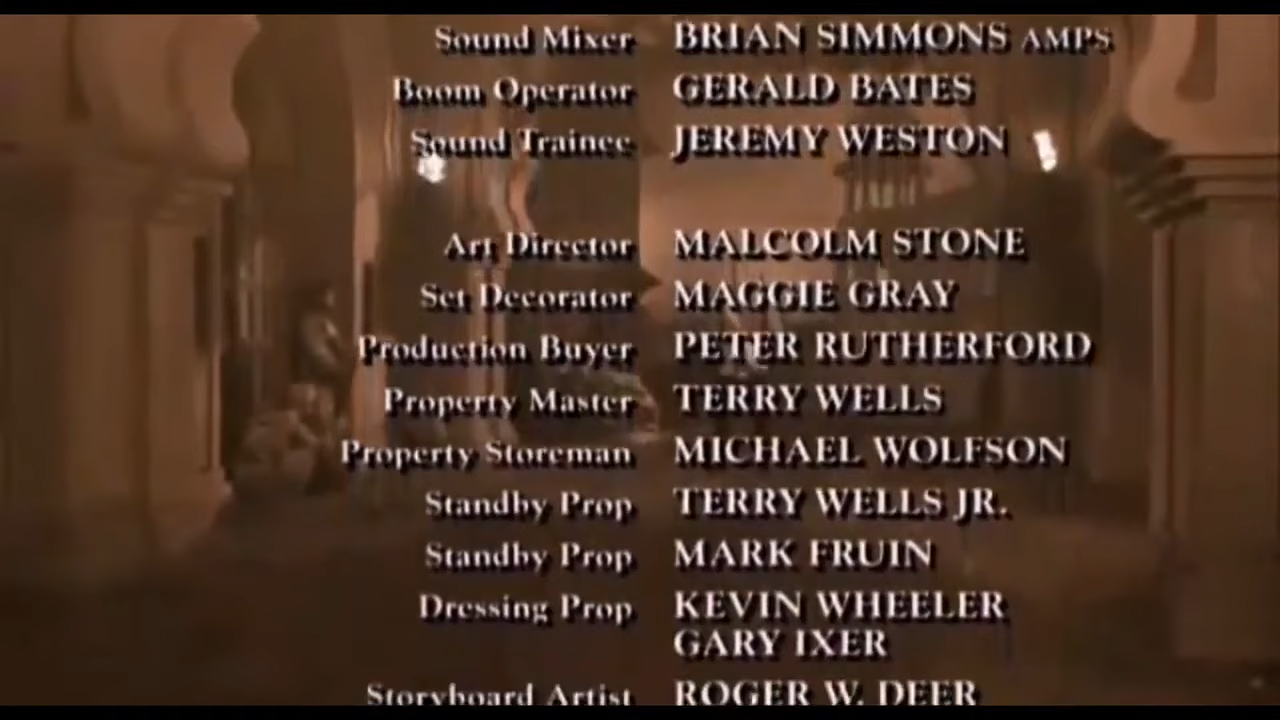 Sound Mixer BRIAN SIMMONS AMPS
Boom Operator GERALD BATES
Sound Trainee JEREMY WESTON
Art Director MALCOLM STONE
Set Decorator MAGGIE GRAY
Production Buyer PETER RUTHERFORD
Property Master TERRY WELLS
Property Storeman MICHAEL WOLFSON
Standby Prop TERRY WELLS JR.
Standby Prop MARK FRUIN
Dressing Prop KEVIN WHEELER
GARY IXER
Storyboard Artist ROGER W. DEER